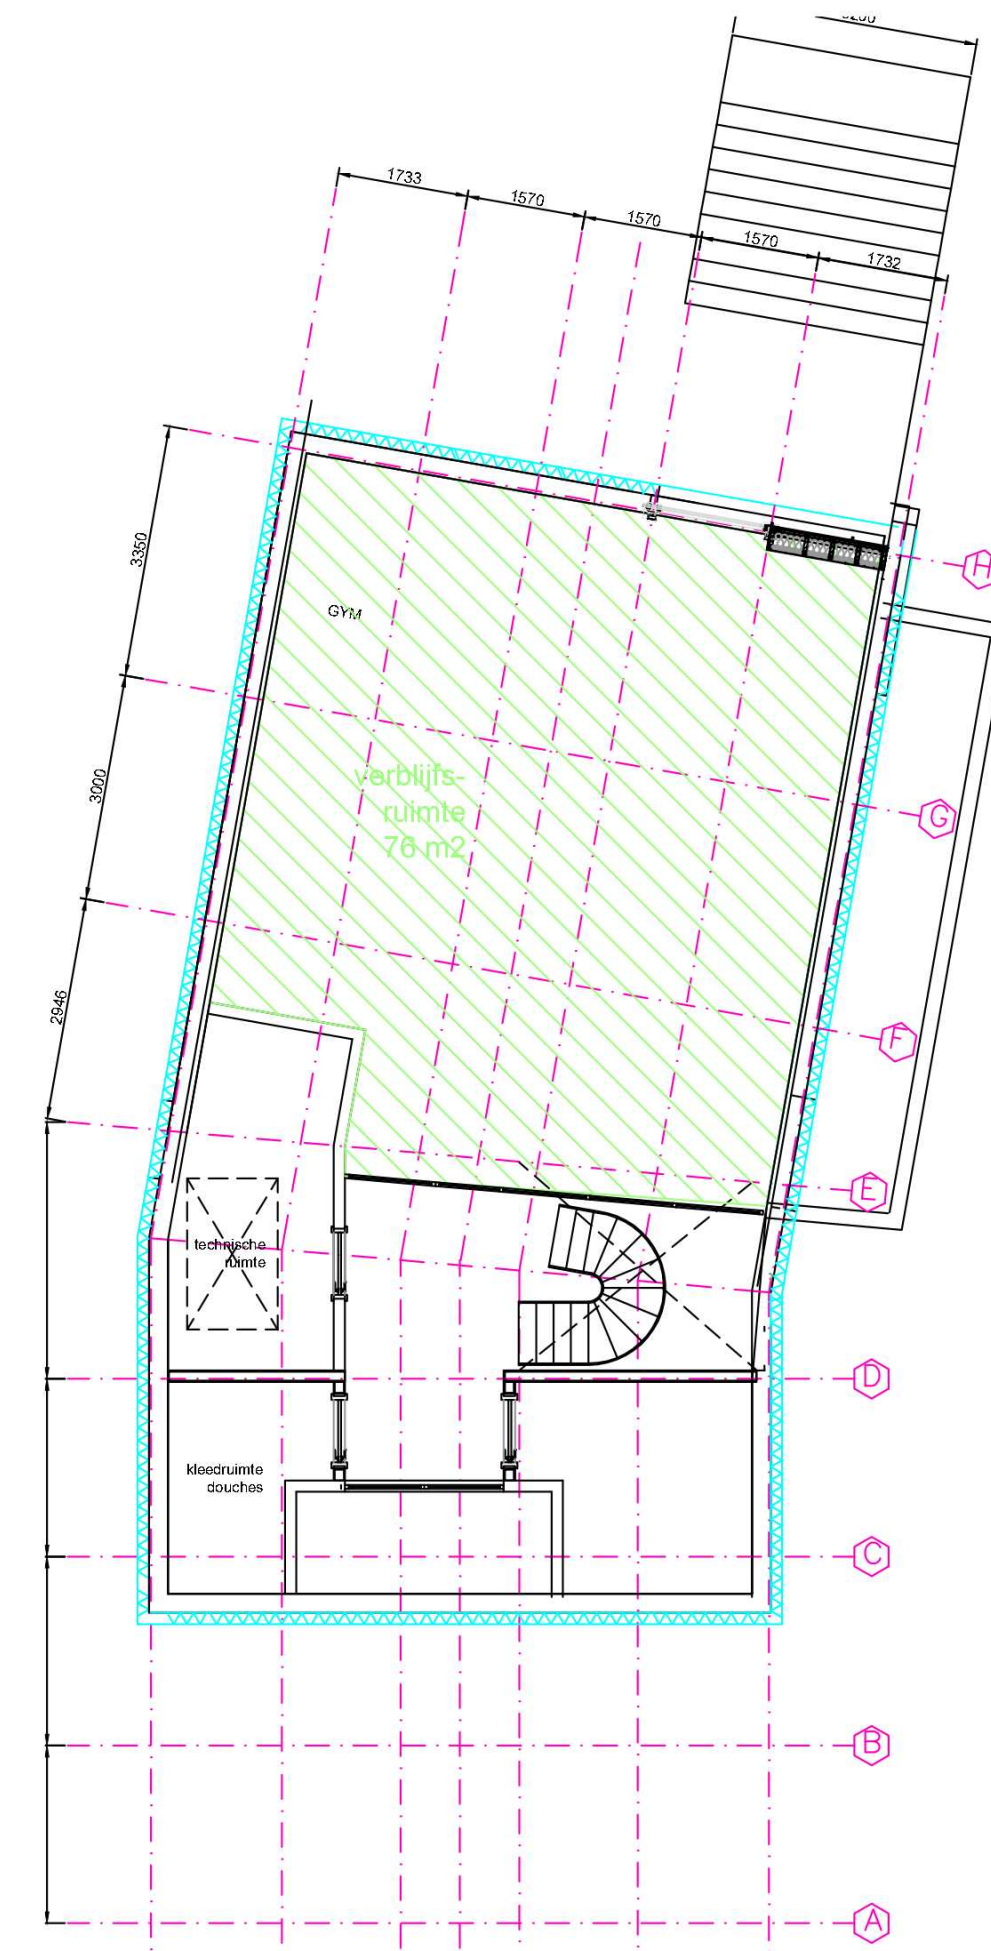 1733
1570
1570
1570
1732
3350
H
GYM
3000
verblijfs-
ruimte
76 m2
G
2946
F
E
technische
ruimte
D
kleedruimte
douches
C
B
A